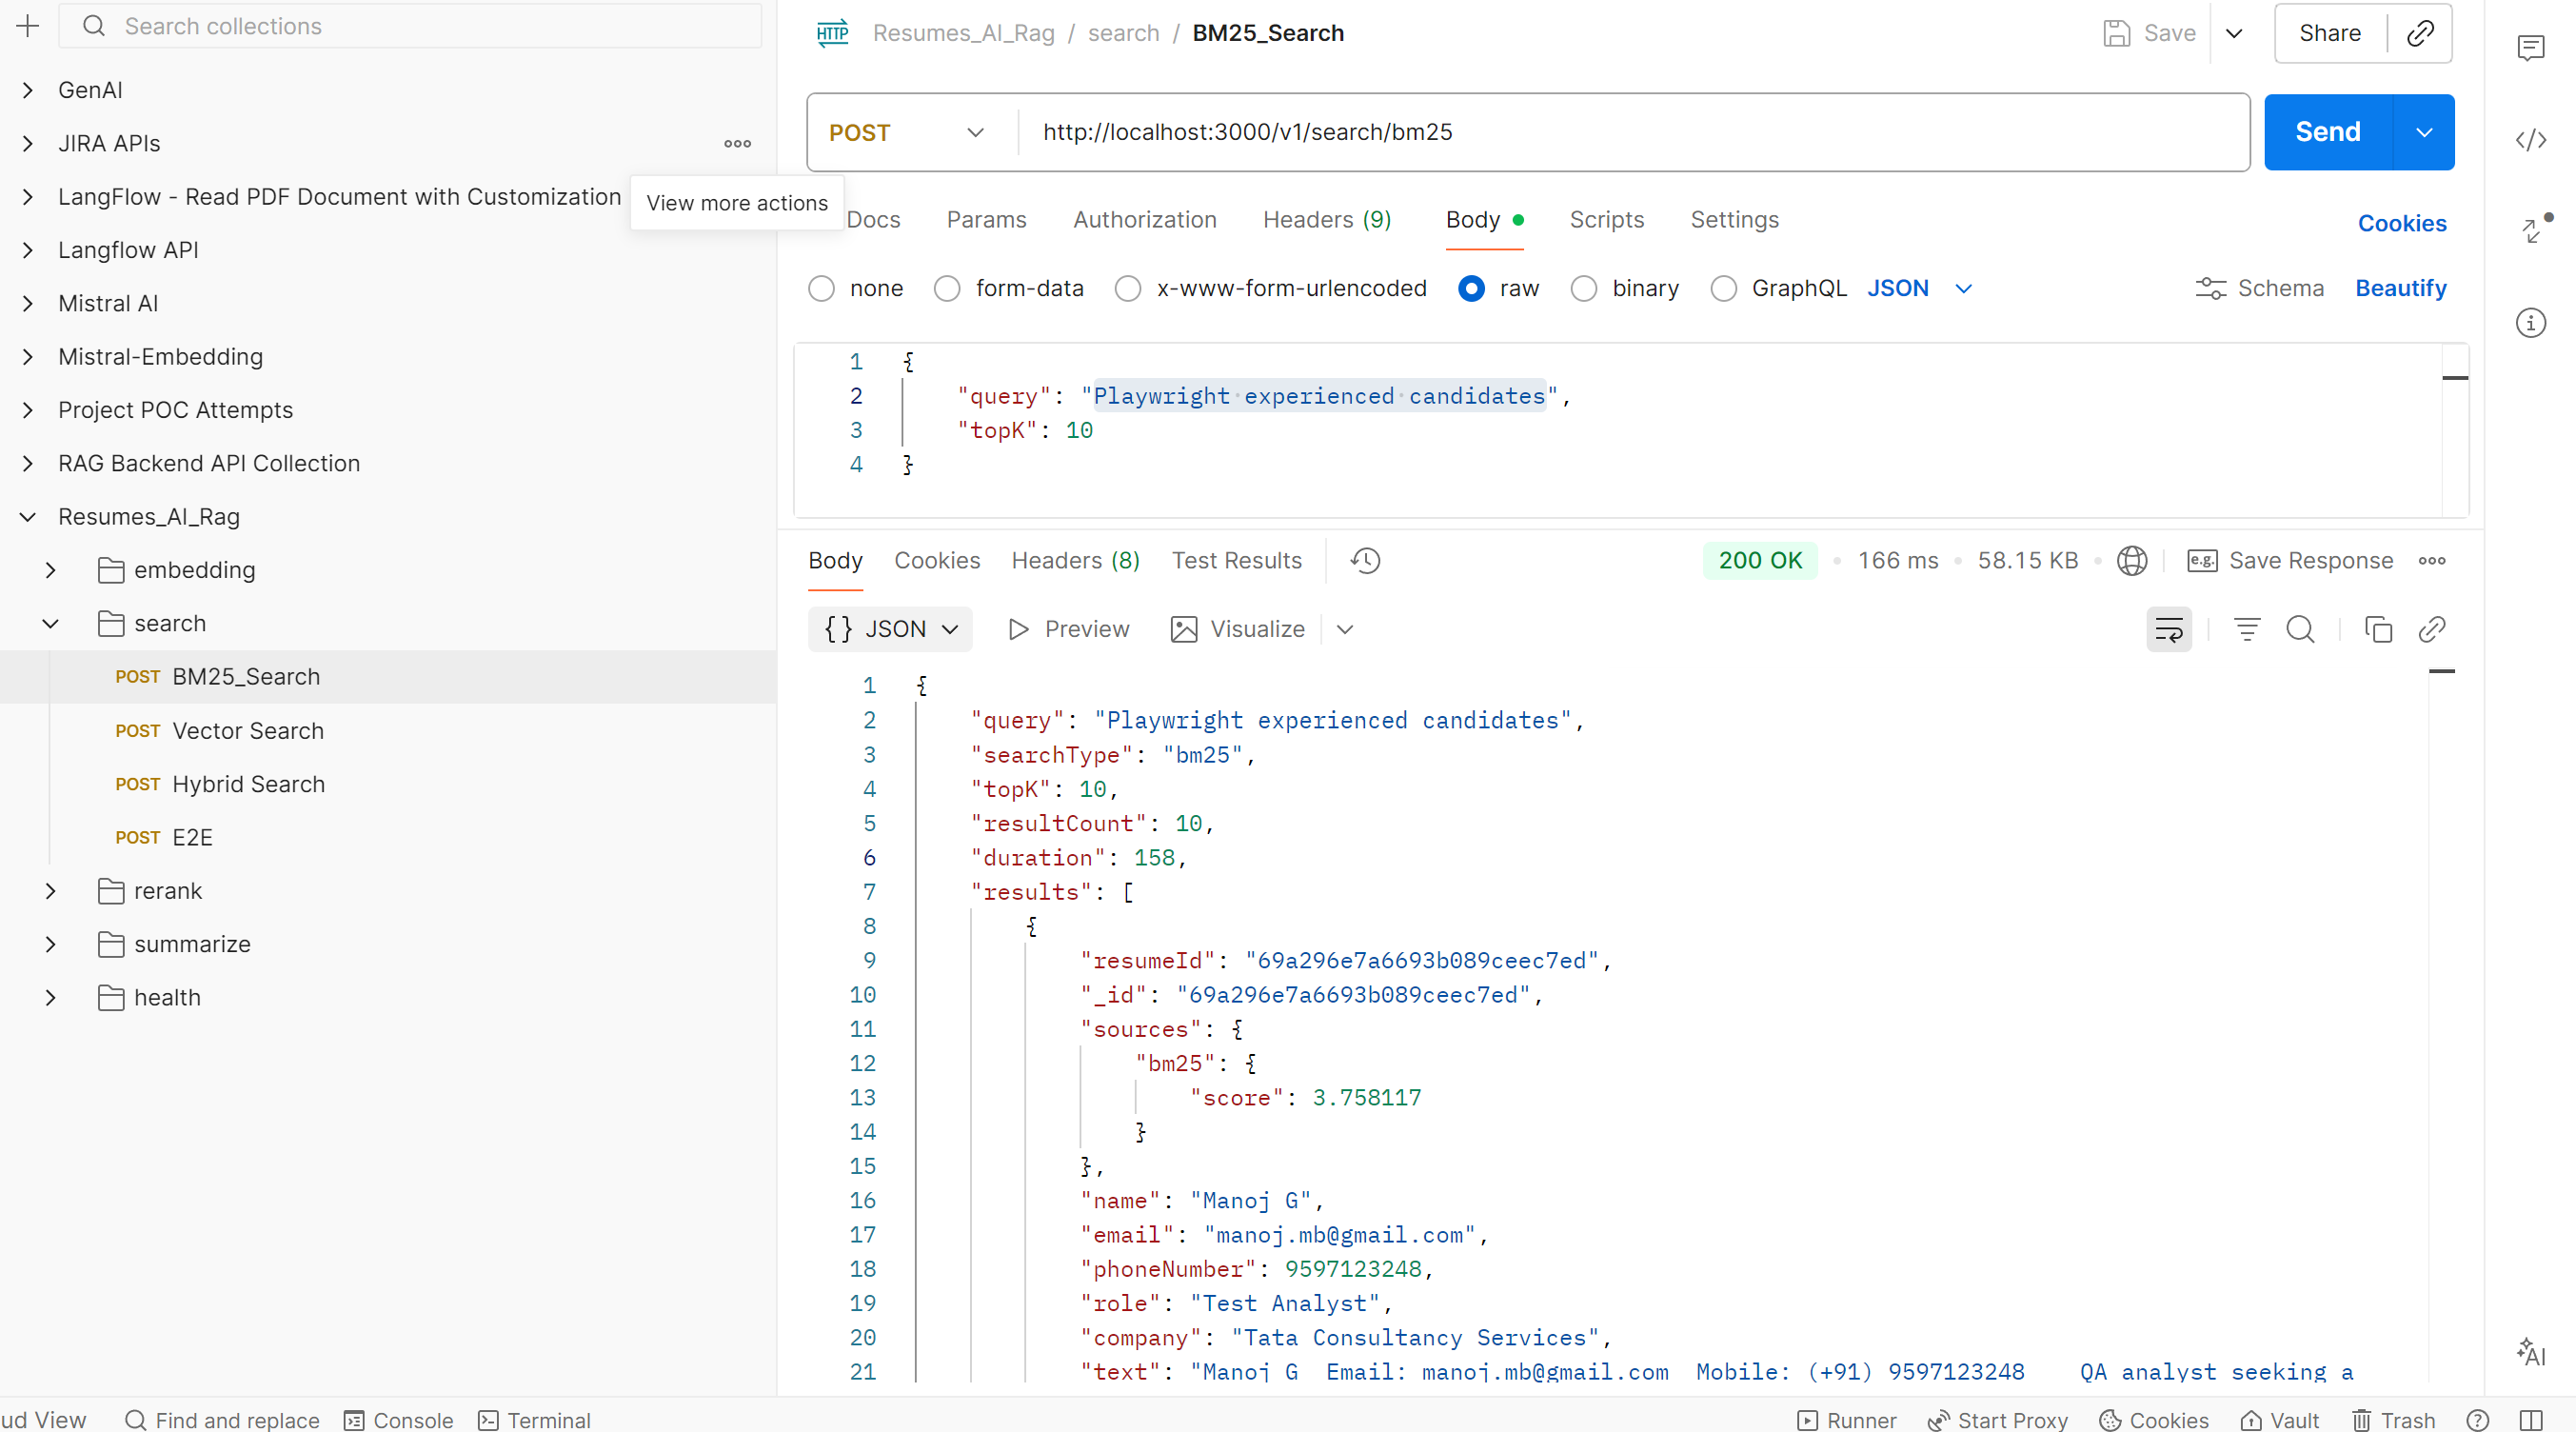 Search collections
GenAI
JIRA APIs
LangFlow - Read PDF Document with Customization
View more actions
Langflow API
Mistral AI
Mistral-Embedding
Project POC Attempts
RAG Backend API Collection
Resumes_AI_Rag
embedding
search
POST BM25_Search
POST Vector Search
POST Hybrid Search
POST E2E
rerank
summarize
health
HTTP Resumes_AI_Rag / search / BM25_Search
Save
Share
POST http://localhost:3000/v1/search/bm25
Send
Docs Params Authorization Headers (9) Body Scripts Settings
Cookies
none form-data x-www-form-urlencoded raw binary GraphQL JSON
Schema Beautify
1 {
2 "query": "Playwright experienced candidates",
3 "topK": 10
4 }
Body Cookies Headers (8) Test Results
200 OK 166 ms 58.15 KB e.g. Save Response
{} JSON Preview Visualize
1 {
2 "query": "Playwright experienced candidates",
3 "searchType": "bm25",
4 "topK": 10,
5 "resultCount": 10,
6 "duration": 158,
7 "results": [
8 {
9 "resumeId": "69a296e7a6693b089ceec7ed",
10 "_id": "69a296e7a6693b089ceec7ed",
11 "sources": {
12 "bm25": {
13 "score": 3.758117
14 }
15 },
16 "name": "Manoj G",
17 "email": "manoj.mb@gmail.com",
18 "phoneNumber": 9597123248,
19 "role": "Test Analyst",
20 "company": "Tata Consultancy Services",
21 "text": "Manoj G  Email: manoj.mb@gmail.com  Mobile: (+91) 9597123248    QA analyst seeking a
AI
ud View Find and replace Console Terminal
Runner Start Proxy Cookies Vault Trash